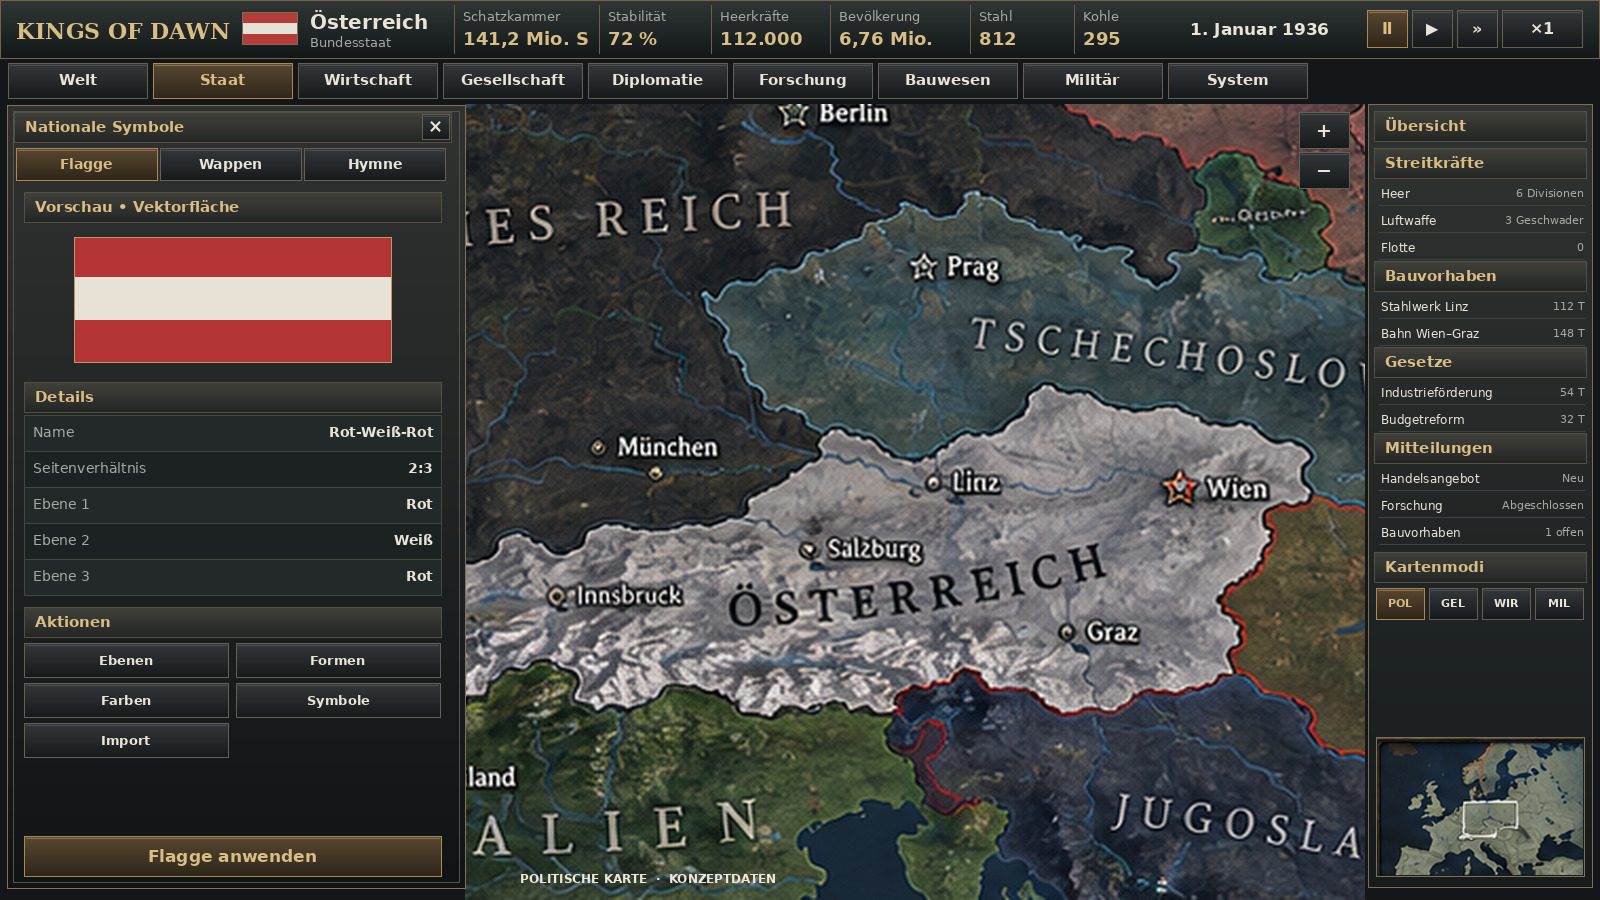 KINGS OF DAWN
Österreich
Bundesstaat
Schatzkammer
141,2 Mio. S
Stabilität
72 %
Heerkräfte
112.000
Bevölkerung
6,76 Mio.
Stahl
812
Kohle
295
1. Januar 1936
II ▶ » ×1
Welt Staat Wirtschaft Gesellschaft Diplomatie Forschung Bauwesen Militär System
Nationale Symbole ×
Flagge Wappen Hymne
Vorschau • Vektorfläche
Details
Name Rot-Weiß-Rot
Seitenverhältnis 2:3
Ebene 1 Rot
Ebene 2 Weiß
Ebene 3 Rot
Aktionen
Ebenen Formen
Farben Symbole
Import
Flagge anwenden
Berlin
IES REICH
Prag
TSCHECHOSLOV
München
Linz
Wien
Salzburg
Innsbruck
ÖSTERREICH
Graz
land
ALIEN
JUGOSLA
POLITISCHE KARTE · KONZEPTDATEN
+
−
Übersicht
Streitkräfte
Heer 6 Divisionen
Luftwaffe 3 Geschwader
Flotte 0
Bauvorhaben
Stahlwerk Linz 112 T
Bahn Wien–Graz 148 T
Gesetze
Industrieförderung 54 T
Budgetreform 32 T
Mitteilungen
Handelsangebot Neu
Forschung Abgeschlossen
Bauvorhaben 1 offen
Kartenmodi
POL GEL WIR MIL